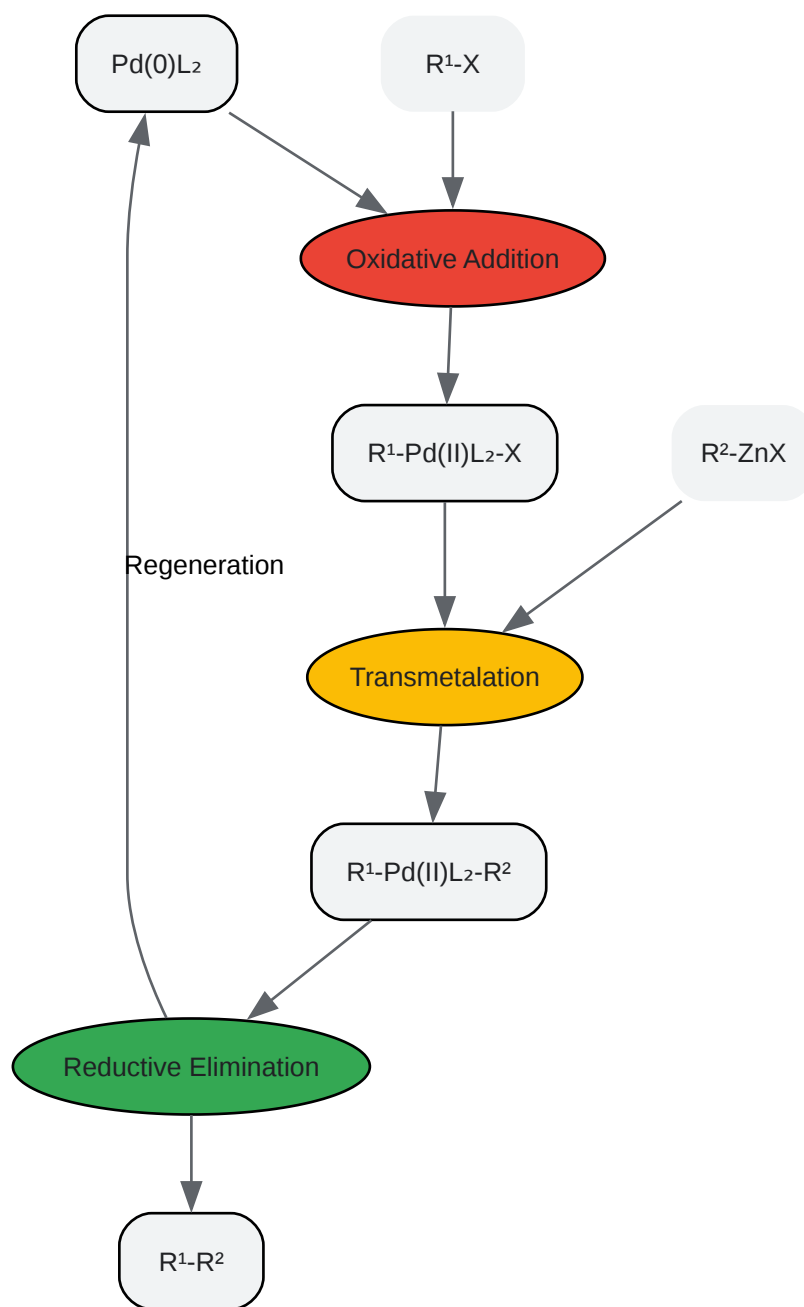 Pd(0)L₂
R¹-X
Oxidative Addition
R¹-Pd(II)L₂-X
R²-ZnX
Regeneration
Transmetalation
R¹-Pd(II)L₂-R²
Reductive Elimination
R¹-R²